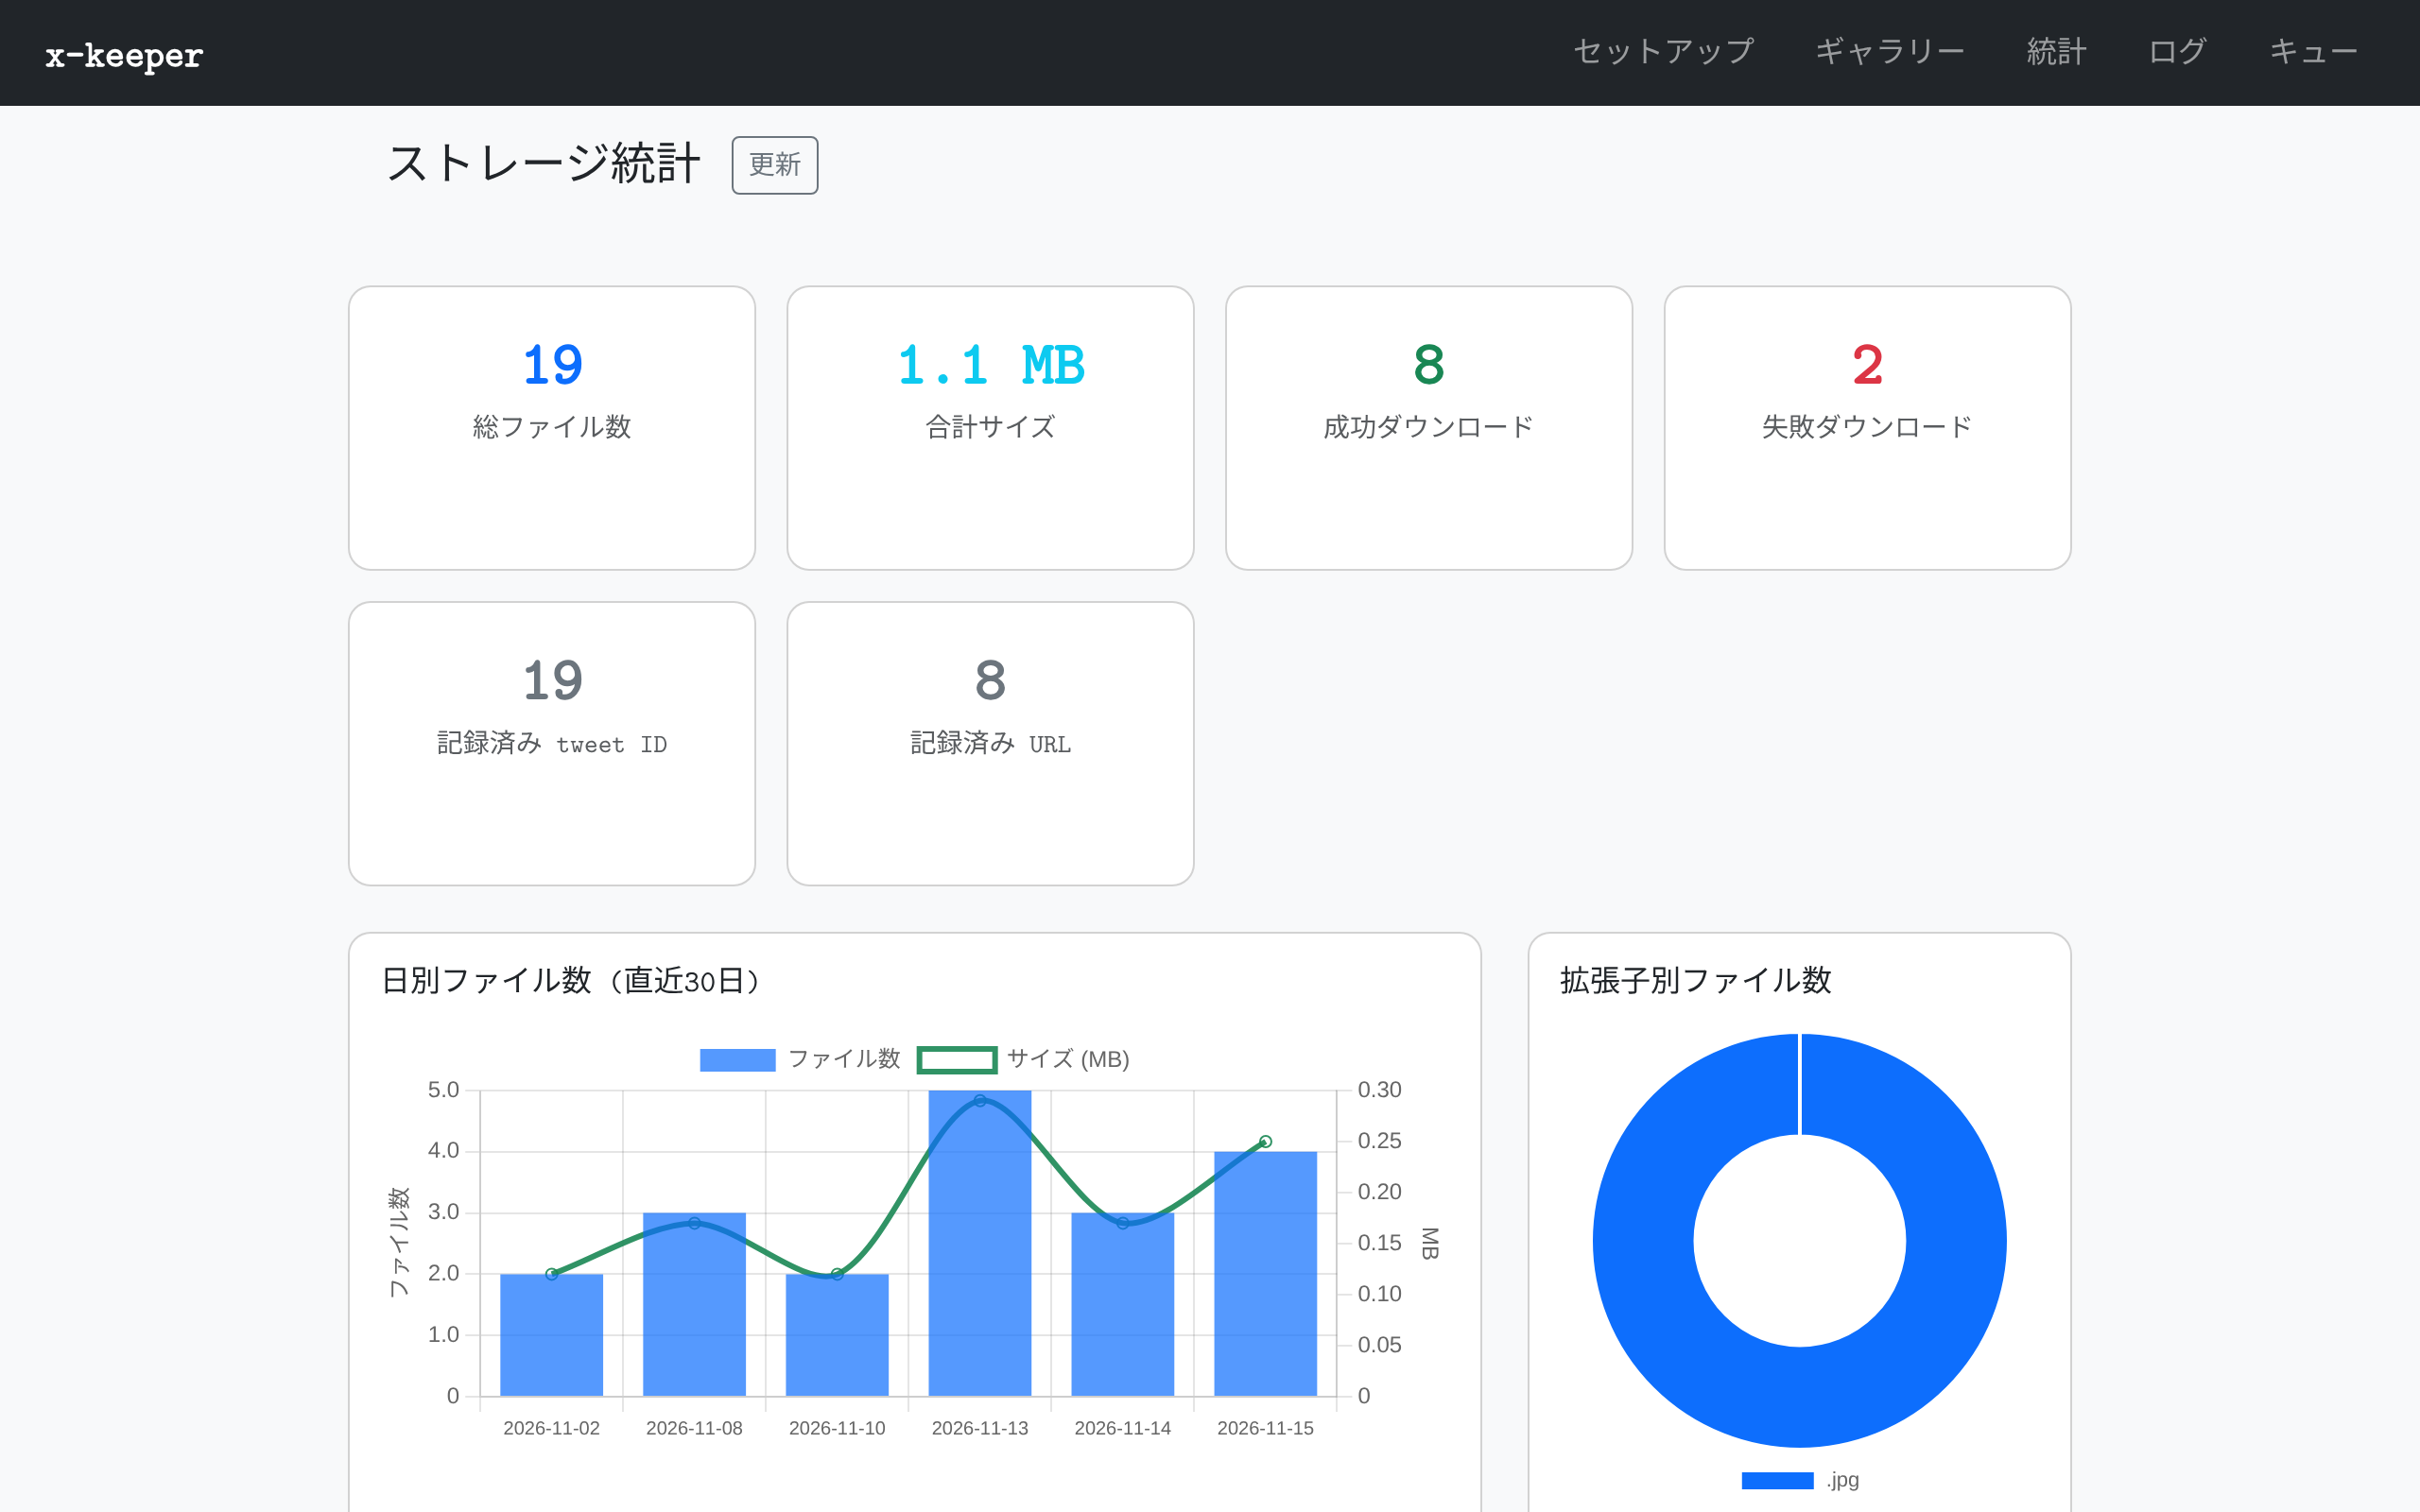 x-keeper
セットアップ ギャラリー 統計 ログ キュー
ストレージ統計 更新
19
総ファイル数
1.1 MB
合計サイズ
8
成功ダウンロード
2
失敗ダウンロード
19
記録済み tweet ID
8
記録済み URL
日別ファイル数（直近30日）
ファイル数 サイズ (MB)
ファイル数
5.0
4.0
3.0
2.0
1.0
0
0.30
0.25
0.20
0.15
0.10
0.05
0
MB
2026-11-02 2026-11-08 2026-11-10 2026-11-13 2026-11-14 2026-11-15
拡張子別ファイル数
.jpg